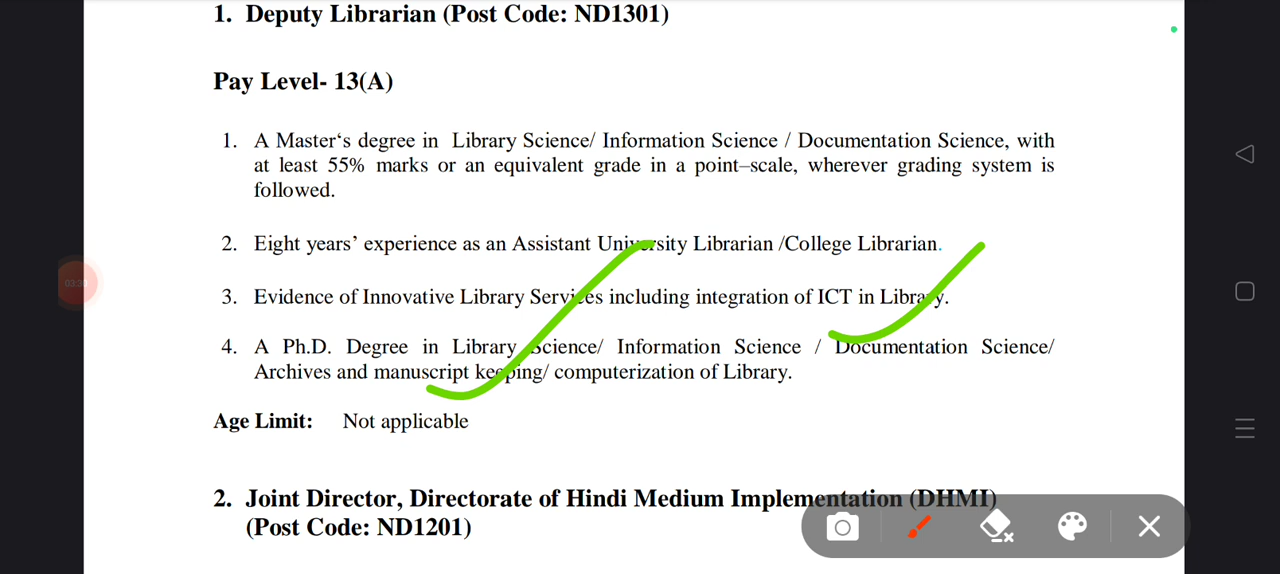 1. Deputy Librarian (Post Code: ND1301)
Pay Level- 13(A)
1. A Master‘s degree in Library Science/ Information Science / Documentation Science, with
at least 55% marks or an equivalent grade in a point–scale, wherever grading system is
followed.
2. Eight years’ experience as an Assistant University Librarian /College Librarian.
03:30
3. Evidence of Innovative Library Services including integration of ICT in Library.
4. A Ph.D. Degree in Library Science/ Information Science / Documentation Science/
Archives and manuscript keeping/ computerization of Library.
Age Limit: Not applicable
2. Joint Director, Directorate of Hindi Medium Implementation (DHMI)
(Post Code: ND1201)